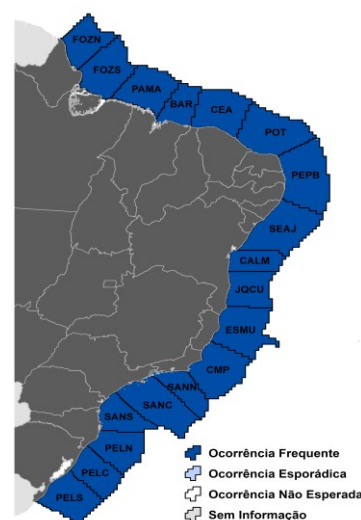 FOZN
FOZS
PAMA
BAR
CEA
POT
PEPB
SEAJ
CALM
JQCU
ESMU
CMP
SANN
SANC
SANS
PELN
PELC
PELS
Ocorrência Frequente
Ocorrência Esporádica
Ocorrência Não Esperada
Sem Informação